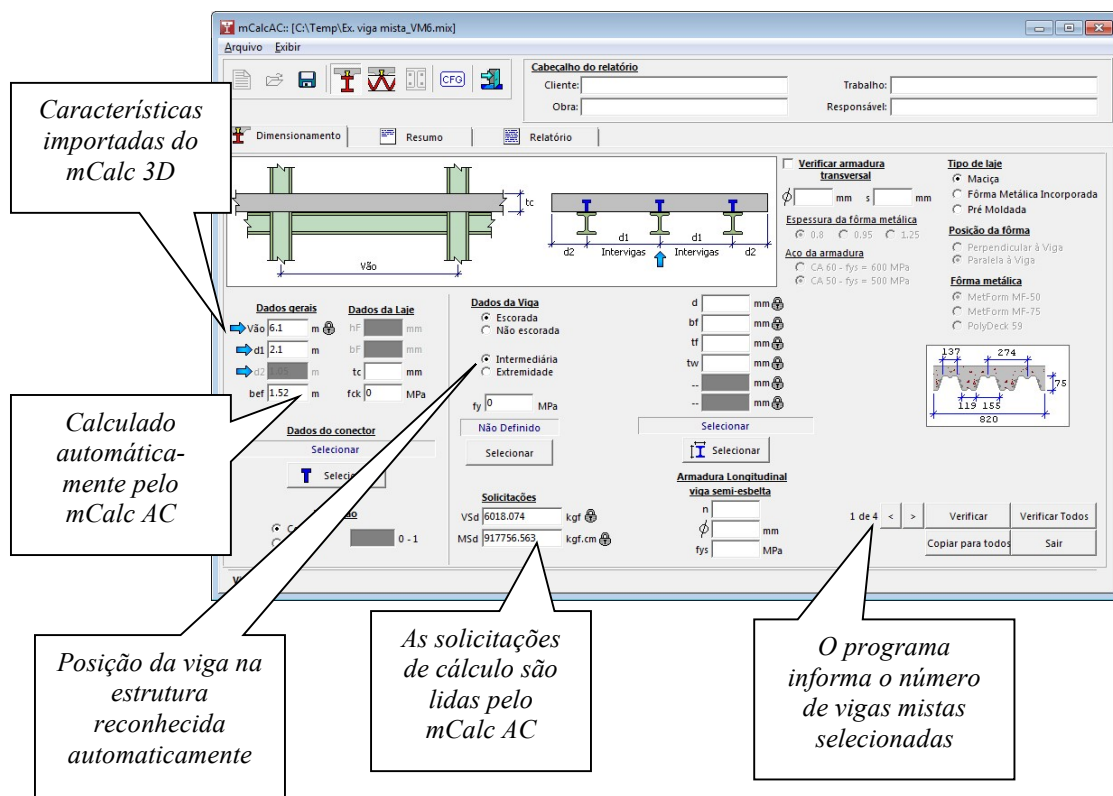 mCalcAC:: [C:\Temp\Ex. viga mista_VM6.mix]
Arquivo Exibir
CFG
Cabecalho do relatório
Cliente: Trabalho:
Obra: Responsável:
Dimensionamento Resumo Relatório
tc
Vão
d2 d1 d1 d2
Intervigas Intervigas
Verificar armadura
transversal
ϕ mm s mm
Espessura da fôrma metálica
0.8 0.95 1.25
Aço da armadura
CA 60 - fys = 600 MPa
CA 50 - fys = 500 MPa
Tipo de laje
Maciça
Fôrma Metálica Incorporada
Pré Moldada
Posição da fôrma
Perpendicular à Viga
Paralela à Viga
Fôrma metálica
MetForm MF-50
MetForm MF-75
PolyDeck 59
137 274
75
119 155
820
Dados gerais
Vão 6.1 m
d1 2.1 m
d2 1.05 m
bef 1.52 m
Dados da Laje
hF mm
bF mm
tc mm
fck 0 MPa
Dados do conector
Selecionar
0 - 1
Dados da Viga
Escorada
Não escorada
Intermediária
Extremidade
fy 0 MPa
Não Definido
Selecionar
Solicitações
VSd 6018.074 kgf
MSd 917756.563 kgf.cm
d mm
bf mm
tf mm
tw mm
-- mm
-- mm
Selecionar
Selecionar
Armadura Longitudinal
viga semi-esbelta
n
ϕ mm
fys MPa
1 de 4 < > Verificar Verificar Todos
Copiar para todos Sair
Características
importadas do
mCalc 3D
Calculado
automática-
mente pelo
mCalc AC
Posição da viga na
estrutura
reconhecida
automaticamente
As solicitações
de cálculo são
lidas pelo
mCalc AC
O programa
informa o número
de vigas mistas
selecionadas